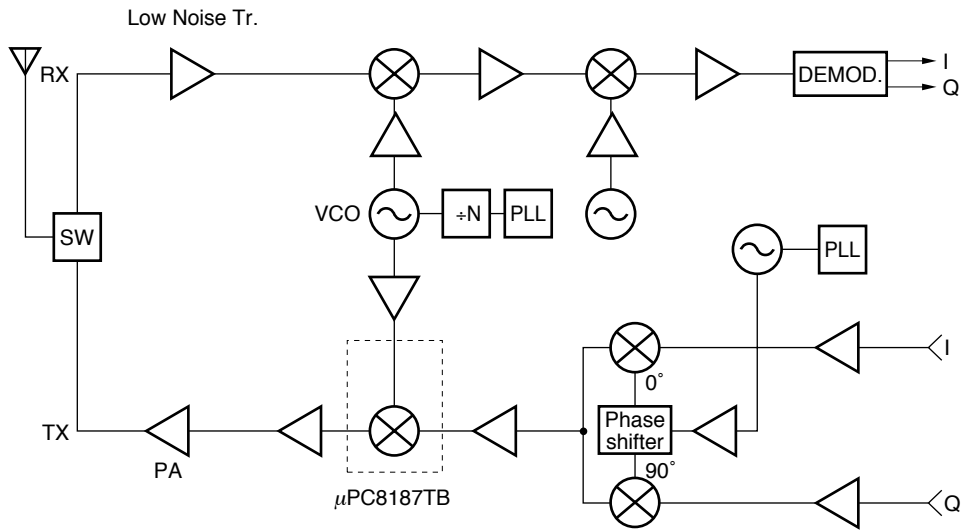 Low Noise Tr.
RX
DEMOD.
I
Q
VCO
÷N
PLL
SW
PLL
I
0˚
Phase
shifter
TX
PA
90˚
µPC8187TB
Q